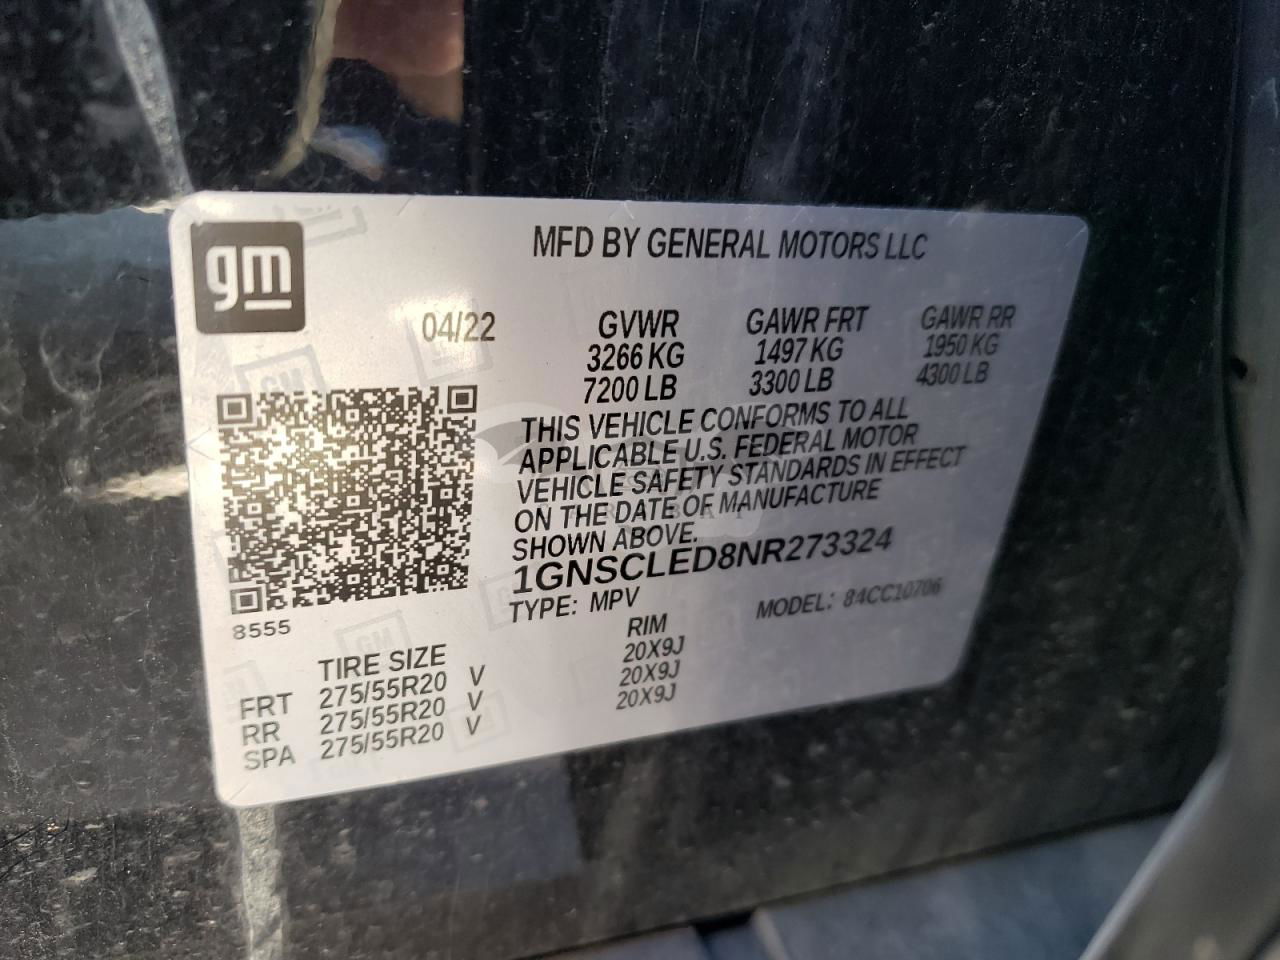 gm
MFD BY GENERAL MOTORS LLC
04/22 GVWR GAWR FRT GAWR RR
3266 KG 1497 KG 1950 KG
7200 LB 3300 LB 4300 LB
THIS VEHICLE CONFORMS TO ALL
APPLICABLE U.S. FEDERAL MOTOR
VEHICLE SAFETY STANDARDS IN EFFECT
ON THE DATE OF MANUFACTURE
SHOWN ABOVE.
1GNSCLED8NR273324
TYPE: MPV MODEL: 84CC10706
8555
TIRE SIZE RIM
FRT 275/55R20 V 20X9J
RR 275/55R20 V 20X9J
SPA 275/55R20 V 20X9J